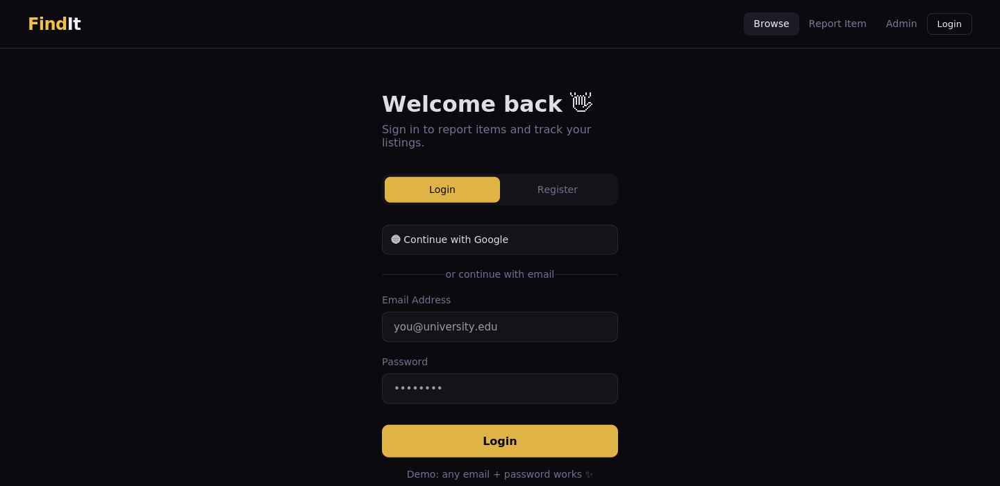 FindIt
Browse
Report Item
Admin
Login
Welcome back 👋
Sign in to report items and track your
listings.
Login
Register
Continue with Google
or continue with email
Email Address
you@university.edu
Password
••••••••
Login
Demo: any email + password works ✨